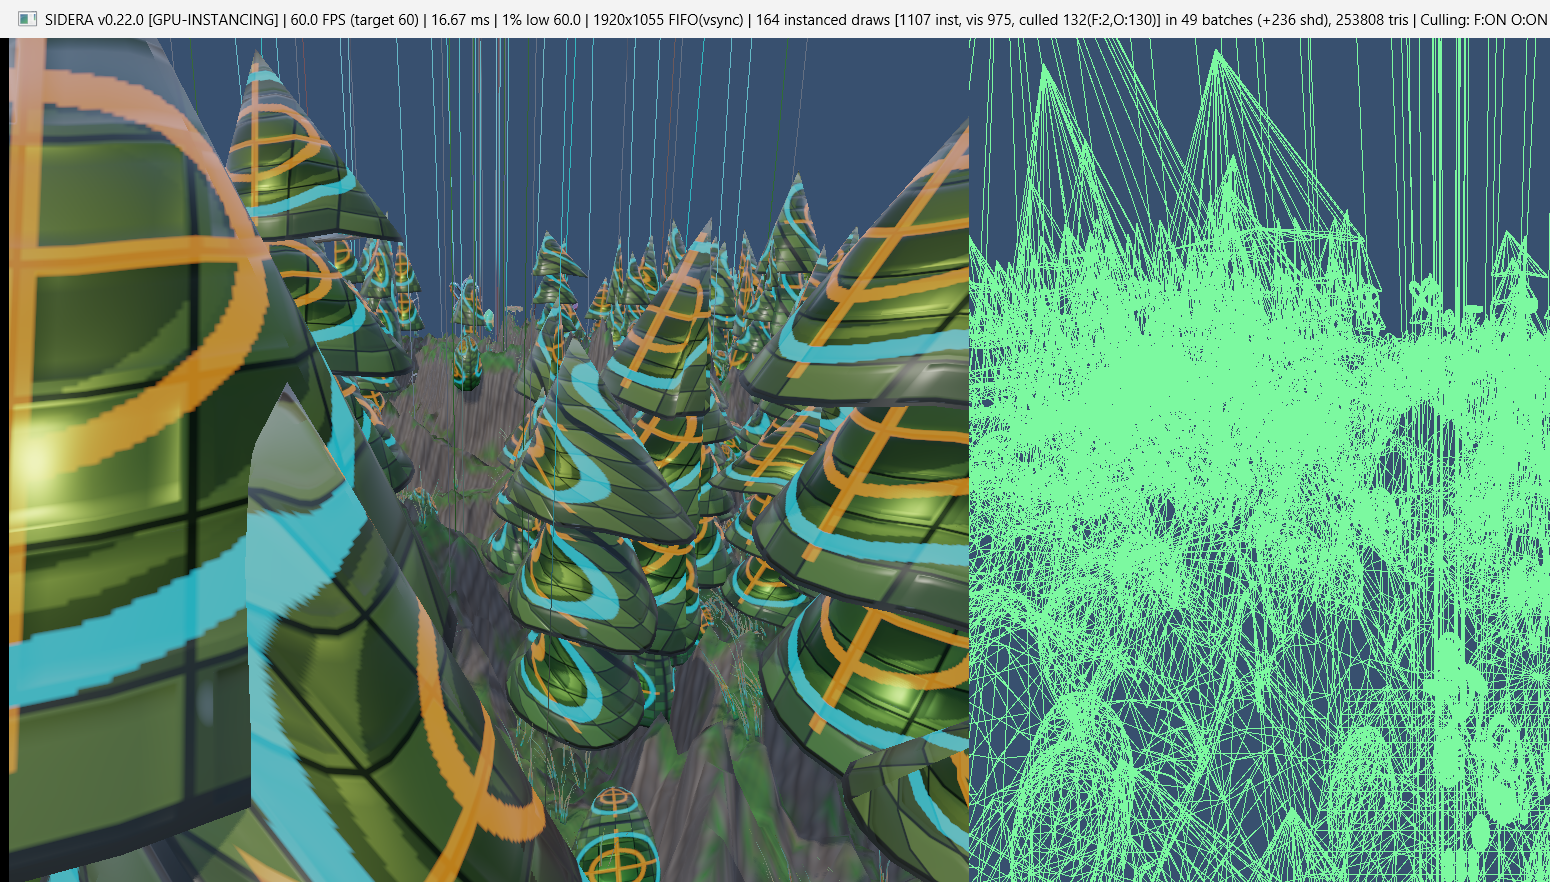 SIDERA v0.22.0 [GPU-INSTANCING] | 60.0 FPS (target 60) | 16.67 ms | 1% low 60.0 | 1920x1055 FIFO(vsync) | 164 instanced draws [1107 inst, vis 975, culled 132(F:2,O:130)] in 49 batches (+236 shd), 253808 tris | Culling: F:ON O:ON